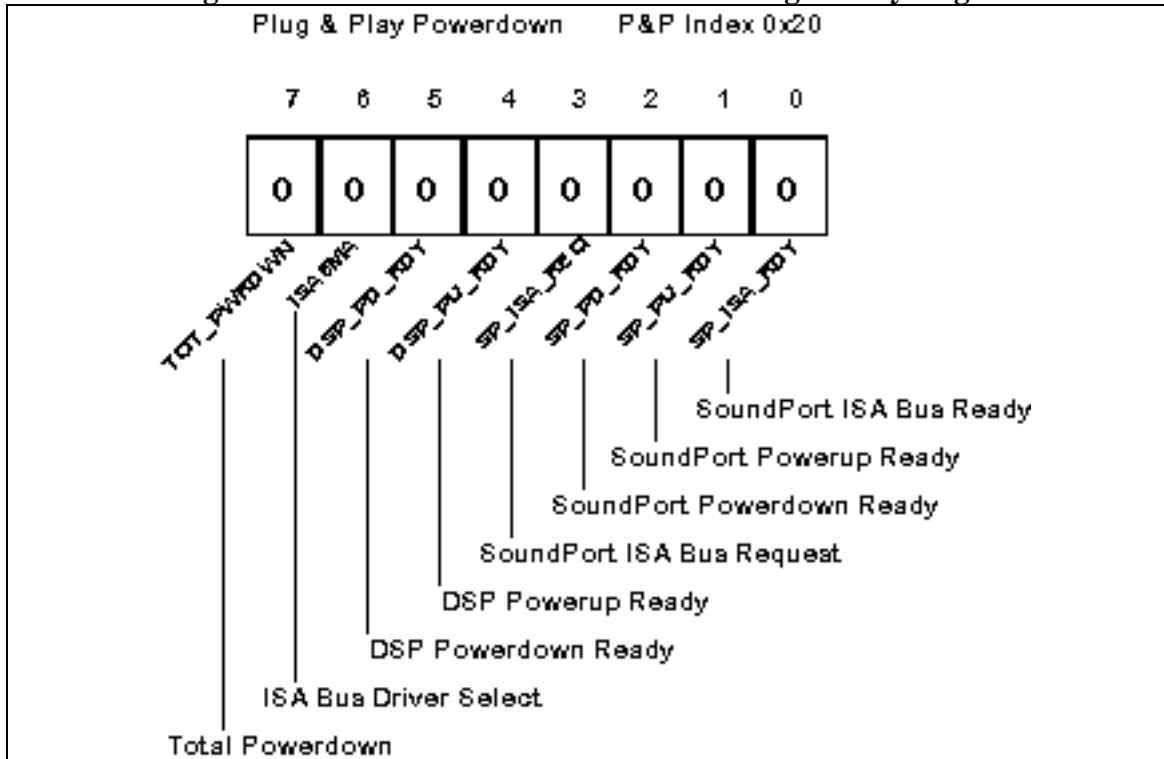 Plug & Play Powerdown P&P Index 0x20
7 6 5 4 3 2 1 0
0 0 0 0 0 0 0 0
TOT_PWRDWN ISA6MA DSP_PD_RDY DSP_PU_RDY SP_ISA_REQ SP_PD_RDY SP_PU_RDY SP_ISA_RDY
SoundPort ISA Bus Ready
SoundPort Powerup Ready
SoundPort Powerdown Ready
SoundPort ISA Bus Request
DSP Powerup Ready
DSP Powerdown Ready
ISA Bus Driver Select
Total Powerdown